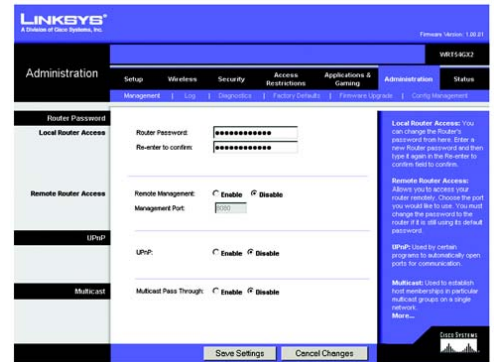 LINKSYS®
A Division of Cisco Systems, Inc.
Firmware Version: 1.00.21
WRT54GX2
Administration
Setup Wireless Security Access Restrictions Applications & Gaming Administration Status
Management | Log | Diagnostics | Factory Defaults | Firmware Upgrade | Config Management
Router Password
Local Router Access
Router Password:
Re-enter to confirm:
Remote Router Access
Remote Management: Enable Disable
Management Port: 8080
UPnP
UPnP: Enable Disable
Multicast
Multicast Pass Through: Enable Disable
Local Router Access: You
can change the Router's
password from here. Enter a
new Router password and then
type it again in the Re-enter to
confirm field to confirm.
Remote Router Access:
Allows you to access your
router remotely. Choose the port
you would like to use. You must
change the password to the
router if it is still using its default
password.
UPnP: Used by certain
programs to automatically open
ports for communication.
Multicast: Used to establish
host memberships in particular
multicast groups on a single
network.
More...
Save Settings Cancel Changes
CISCO SYSTEMS